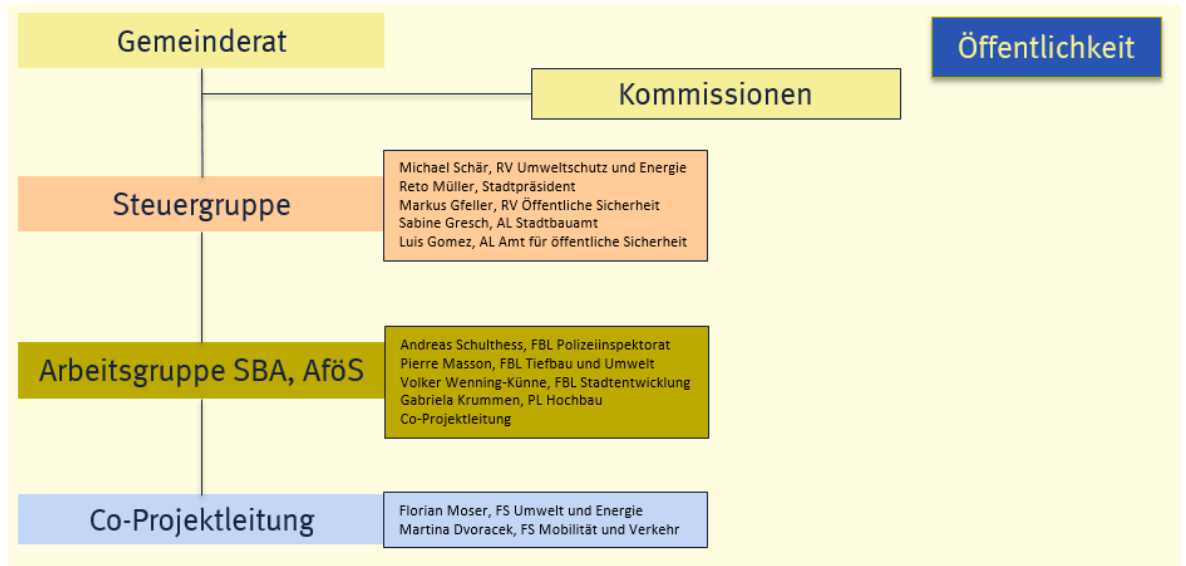 Gemeinderat
Öffentlichkeit
Kommissionen
Steuergruppe
Michael Schär, RV Umweltschutz und Energie
Reto Müller, Stadtpräsident
Markus Gfeller, RV Öffentliche Sicherheit
Sabine Gresch, AL Stadtbauamt
Luis Gomez, AL Amt für öffentliche Sicherheit
Arbeitsgruppe SBA, AföS
Andreas Schulthess, FBL Polizeiinspektorat
Pierre Masson, FBL Tiefbau und Umwelt
Volker Wenning-Künne, FBL Stadtentwicklung
Gabriela Krummen, PL Hochbau
Co-Projektleitung
Co-Projektleitung
Florian Moser, FS Umwelt und Energie
Martina Dvoracek, FS Mobilität und Verkehr